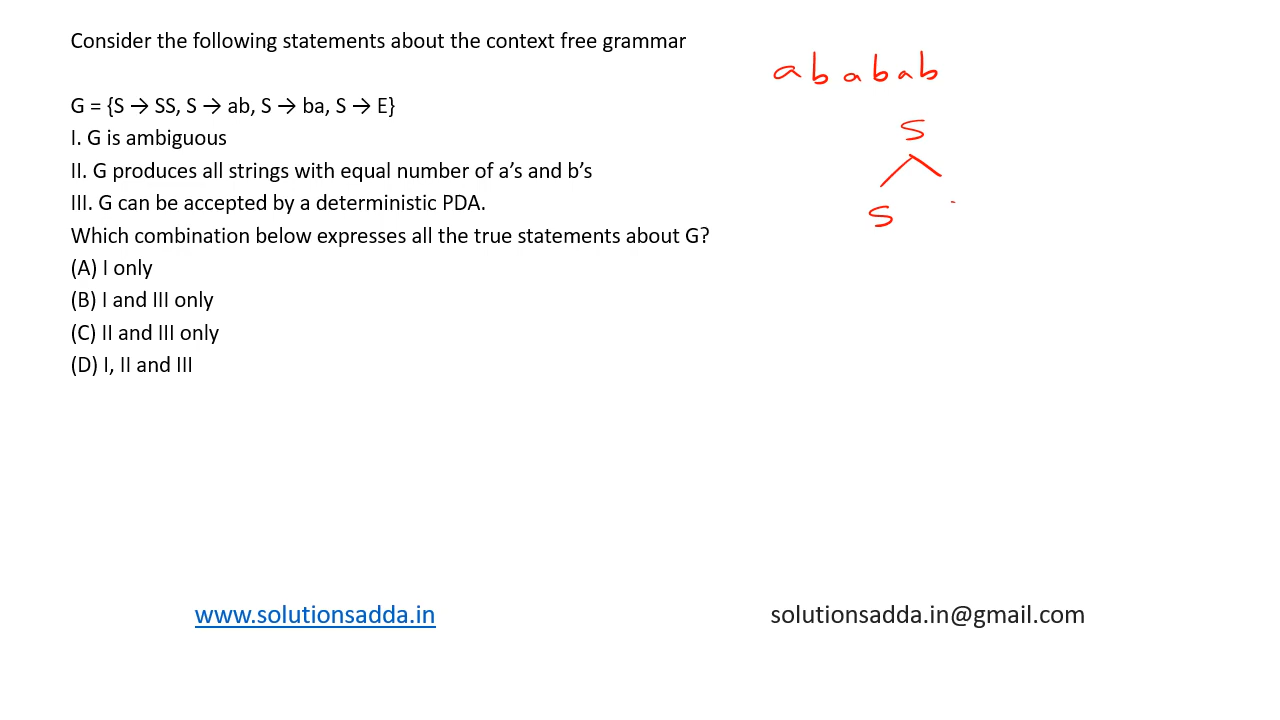 Consider the following statements about the context free grammar
G = {S → SS, S → ab, S → ba, S → E}
I. G is ambiguous
II. G produces all strings with equal number of a’s and b’s
III. G can be accepted by a deterministic PDA.
Which combination below expresses all the true statements about G?
(A) I only
(B) I and III only
(C) II and III only
(D) I, II and III
a b a b a b
S
S
www.solutionsadda.in
solutionsadda.in@gmail.com